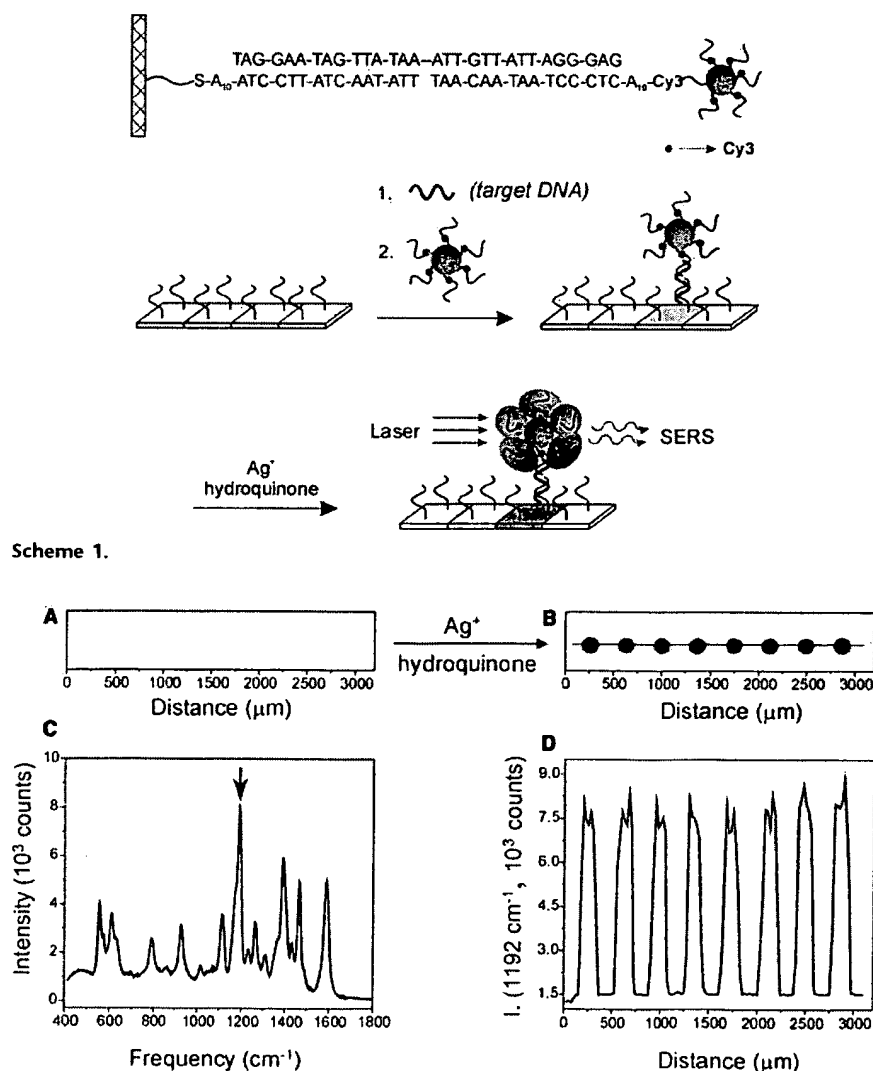 TAG-GAA-TAG-TTA-TAA-ATT-GTT-ATT-AGG-GAG
S-A₁₀-ATC-CTT-ATC-AAT-ATT TAA-CAA-TAA-TCC-CTC-A₁₀-Cy3
Cy3
1. (target DNA)
2.
Laser
SERS
Ag⁺
hydroquinone
Scheme 1.
A
0 500 1000 1500 2000 2500 3000
Distance (μm)
Ag⁺
hydroquinone
B
0 500 1000 1500 2000 2500 3000
Distance (μm)
C
Intensity (10³ counts)
10
8
6
4
2
0
400 600 800 1000 1200 1400 1600 1800
Frequency (cm⁻¹)
D
I. (1192 cm⁻¹, 10³ counts)
9.0
7.5
6.0
4.5
3.0
1.5
0 500 1000 1500 2000 2500 3000
Distance (μm)